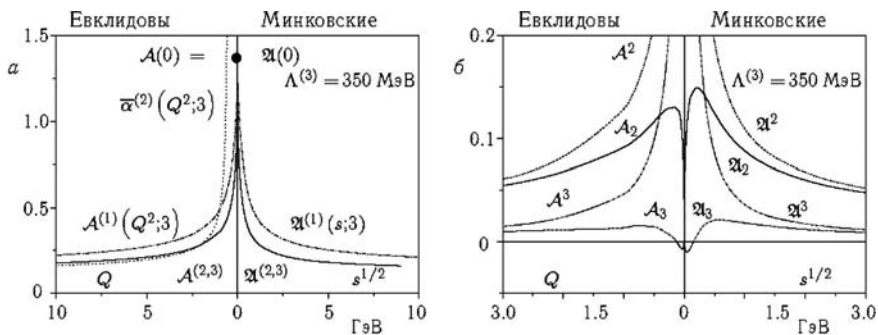 Евклидовы Минковские
а
1.5
1.0
0.5
0
𝒜(0) = 𝔄(0)
Λ⁽³⁾ = 350 МэВ
ᾱ⁽²⁾(Q²;3)
𝒜⁽¹⁾(Q²;3) 𝔄⁽¹⁾(s;3)
Q 𝒜⁽²,³⁾ 𝔄⁽²,³⁾ s^1/2
10 5 0 5 10
ГэВ
Евклидовы Минковские
б
0.2
0.1
0
𝒜² Λ⁽³⁾ = 350 МэВ
𝒜₂ 𝔄²
𝔄₂
𝒜³ 𝒜₃ 𝔄₃ 𝔄³
Q s^1/2
3.0 1.5 0 1.5 3.0
ГэВ